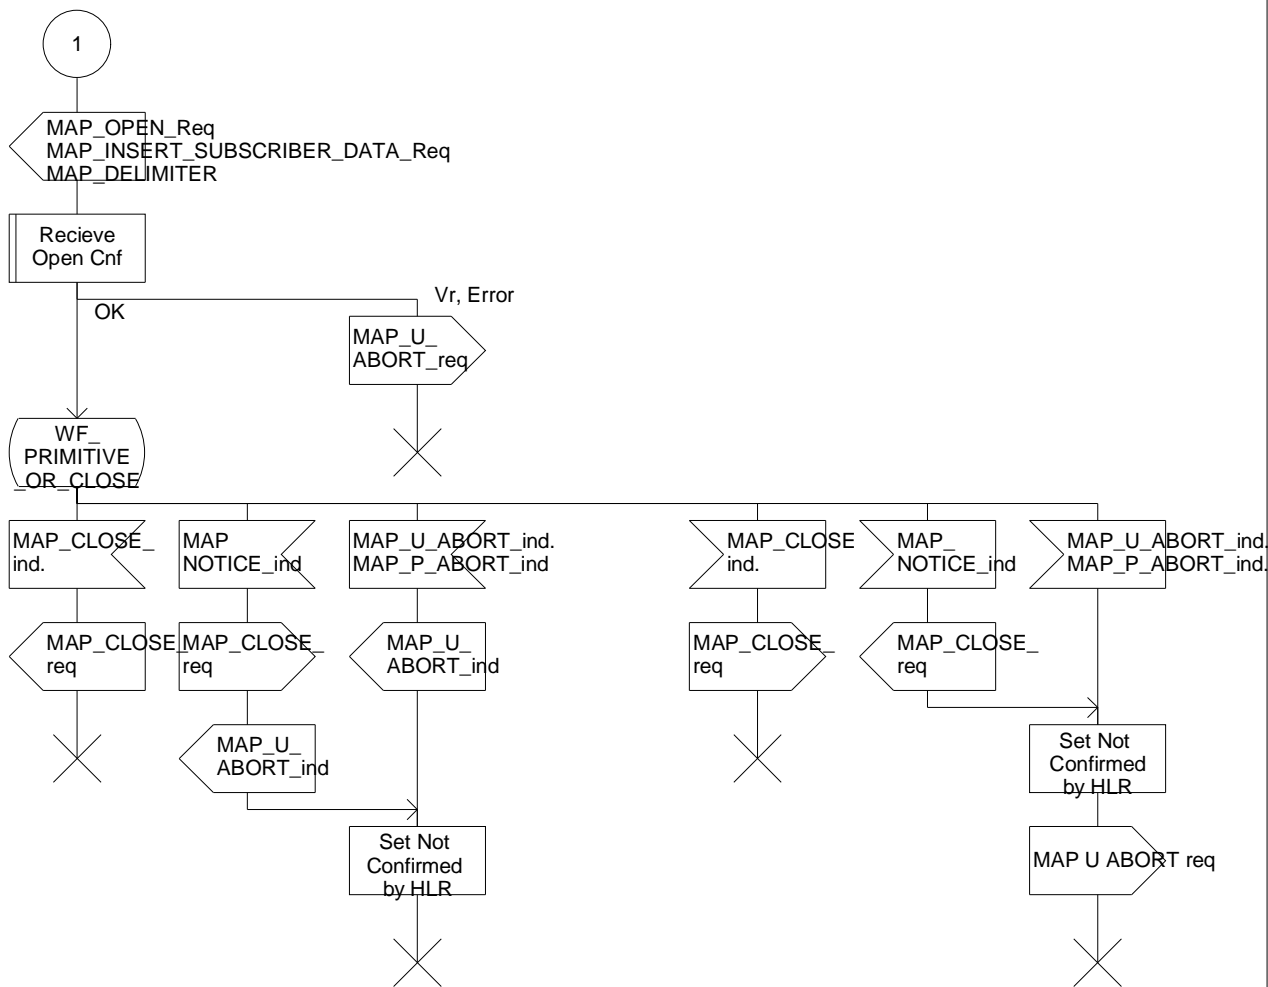 1
MAP_OPEN_Req
MAP_INSERT_SUBSCRIBER_DATA_Req
MAP_DELIMITER
Recieve
Open Cnf
OK
Vr, Error
MAP_U_
ABORT_req
WF_
PRIMITIVE
_OR_CLOSE
MAP_CLOSE_
ind.
MAP
NOTICE_ind
MAP_U_ABORT_ind.
MAP_P_ABORT_ind
MAP_CLOSE
ind.
MAP_
NOTICE_ind
MAP_U_ABORT_ind.
MAP_P_ABORT_ind.
MAP_CLOSE_
req
MAP_CLOSE_
req
MAP_U_
ABORT_ind
MAP_CLOSE_
req
MAP_CLOSE_
req
MAP_U_
ABORT_ind
Set Not
Confirmed
by HLR
Set Not
Confirmed
by HLR
MAP U ABORT req